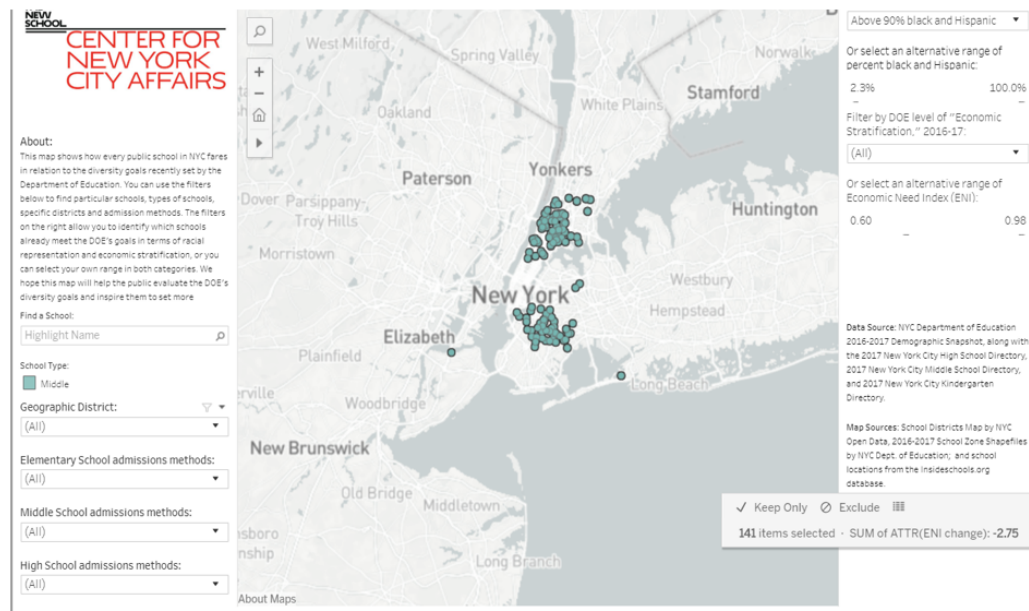 NEW
SCHOOL
CENTER FOR
NEW YORK
CITY AFFAIRS
About:
This map shows how every public school in NYC fares
in relation to the diversity goals recently set by the
Department of Education. You can use the filters
below to find particular schools, types of schools,
specific districts and admission methods. The filters
on the right allow you to identify which schools
already meet the DOE's goals in terms of racial
representation and economic stratification, or you
can select your own range in both categories. We
hope this map will help the public evaluate the DOE's
diversity goals and inspire them to set more
Find a School:
Highlight Name
School Type:
Middle
Geographic District:
(All)
Elementary School admissions methods:
(All)
Middle School admissions methods:
(All)
High School admissions methods:
(All)
West Milford
Spring Valley
Norwalk
Stamford
White Plains
Oakland
Yonkers
Paterson
Dover
Parsippany-
Troy Hills
Huntington
Morristown
Westbury
New York
Hempstead
Elizabeth
Plainfield
Long Beach
Woodbridge
New Brunswick
Old Bridge
Middletown
Long Branch
About Maps
Above 90% black and Hispanic
Or select an alternative range of
percent black and Hispanic:
2.3% 100.0%
Filter by DOE level of "Economic
Stratification," 2016-17:
(All)
Or select an alternative range of
Economic Need Index (ENI):
0.60 0.98
Data Source: NYC Department of Education
2016-2017 Demographic Snapshot, along with
the 2017 New York City High School Directory,
2017 New York City Middle School Directory,
and 2017 New York City Kindergarten
Directory.
Map Sources: School Districts Map by NYC
Open Data, 2016-2017 School Zone Shapefiles
by NYC Dept. of Education; and school
locations from the Insideschools.org
database.
Keep Only Exclude
141 items selected · SUM of ATTR(ENI change): -2.75